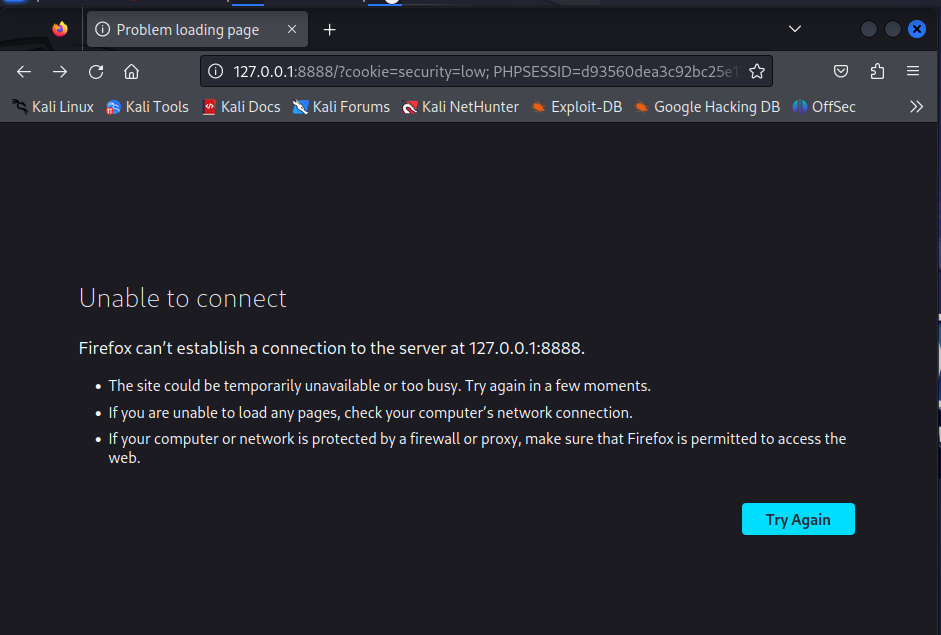 Problem loading page
127.0.0.1:8888/?cookie=security=low; PHPSESSID=d93560dea3c92bc25e1
Kali Linux Kali Tools Kali Docs Kali Forums Kali NetHunter Exploit-DB Google Hacking DB OffSec
Unable to connect
Firefox can’t establish a connection to the server at 127.0.0.1:8888.
• The site could be temporarily unavailable or too busy. Try again in a few moments.
• If you are unable to load any pages, check your computer’s network connection.
• If your computer or network is protected by a firewall or proxy, make sure that Firefox is permitted to access the
web.
Try Again